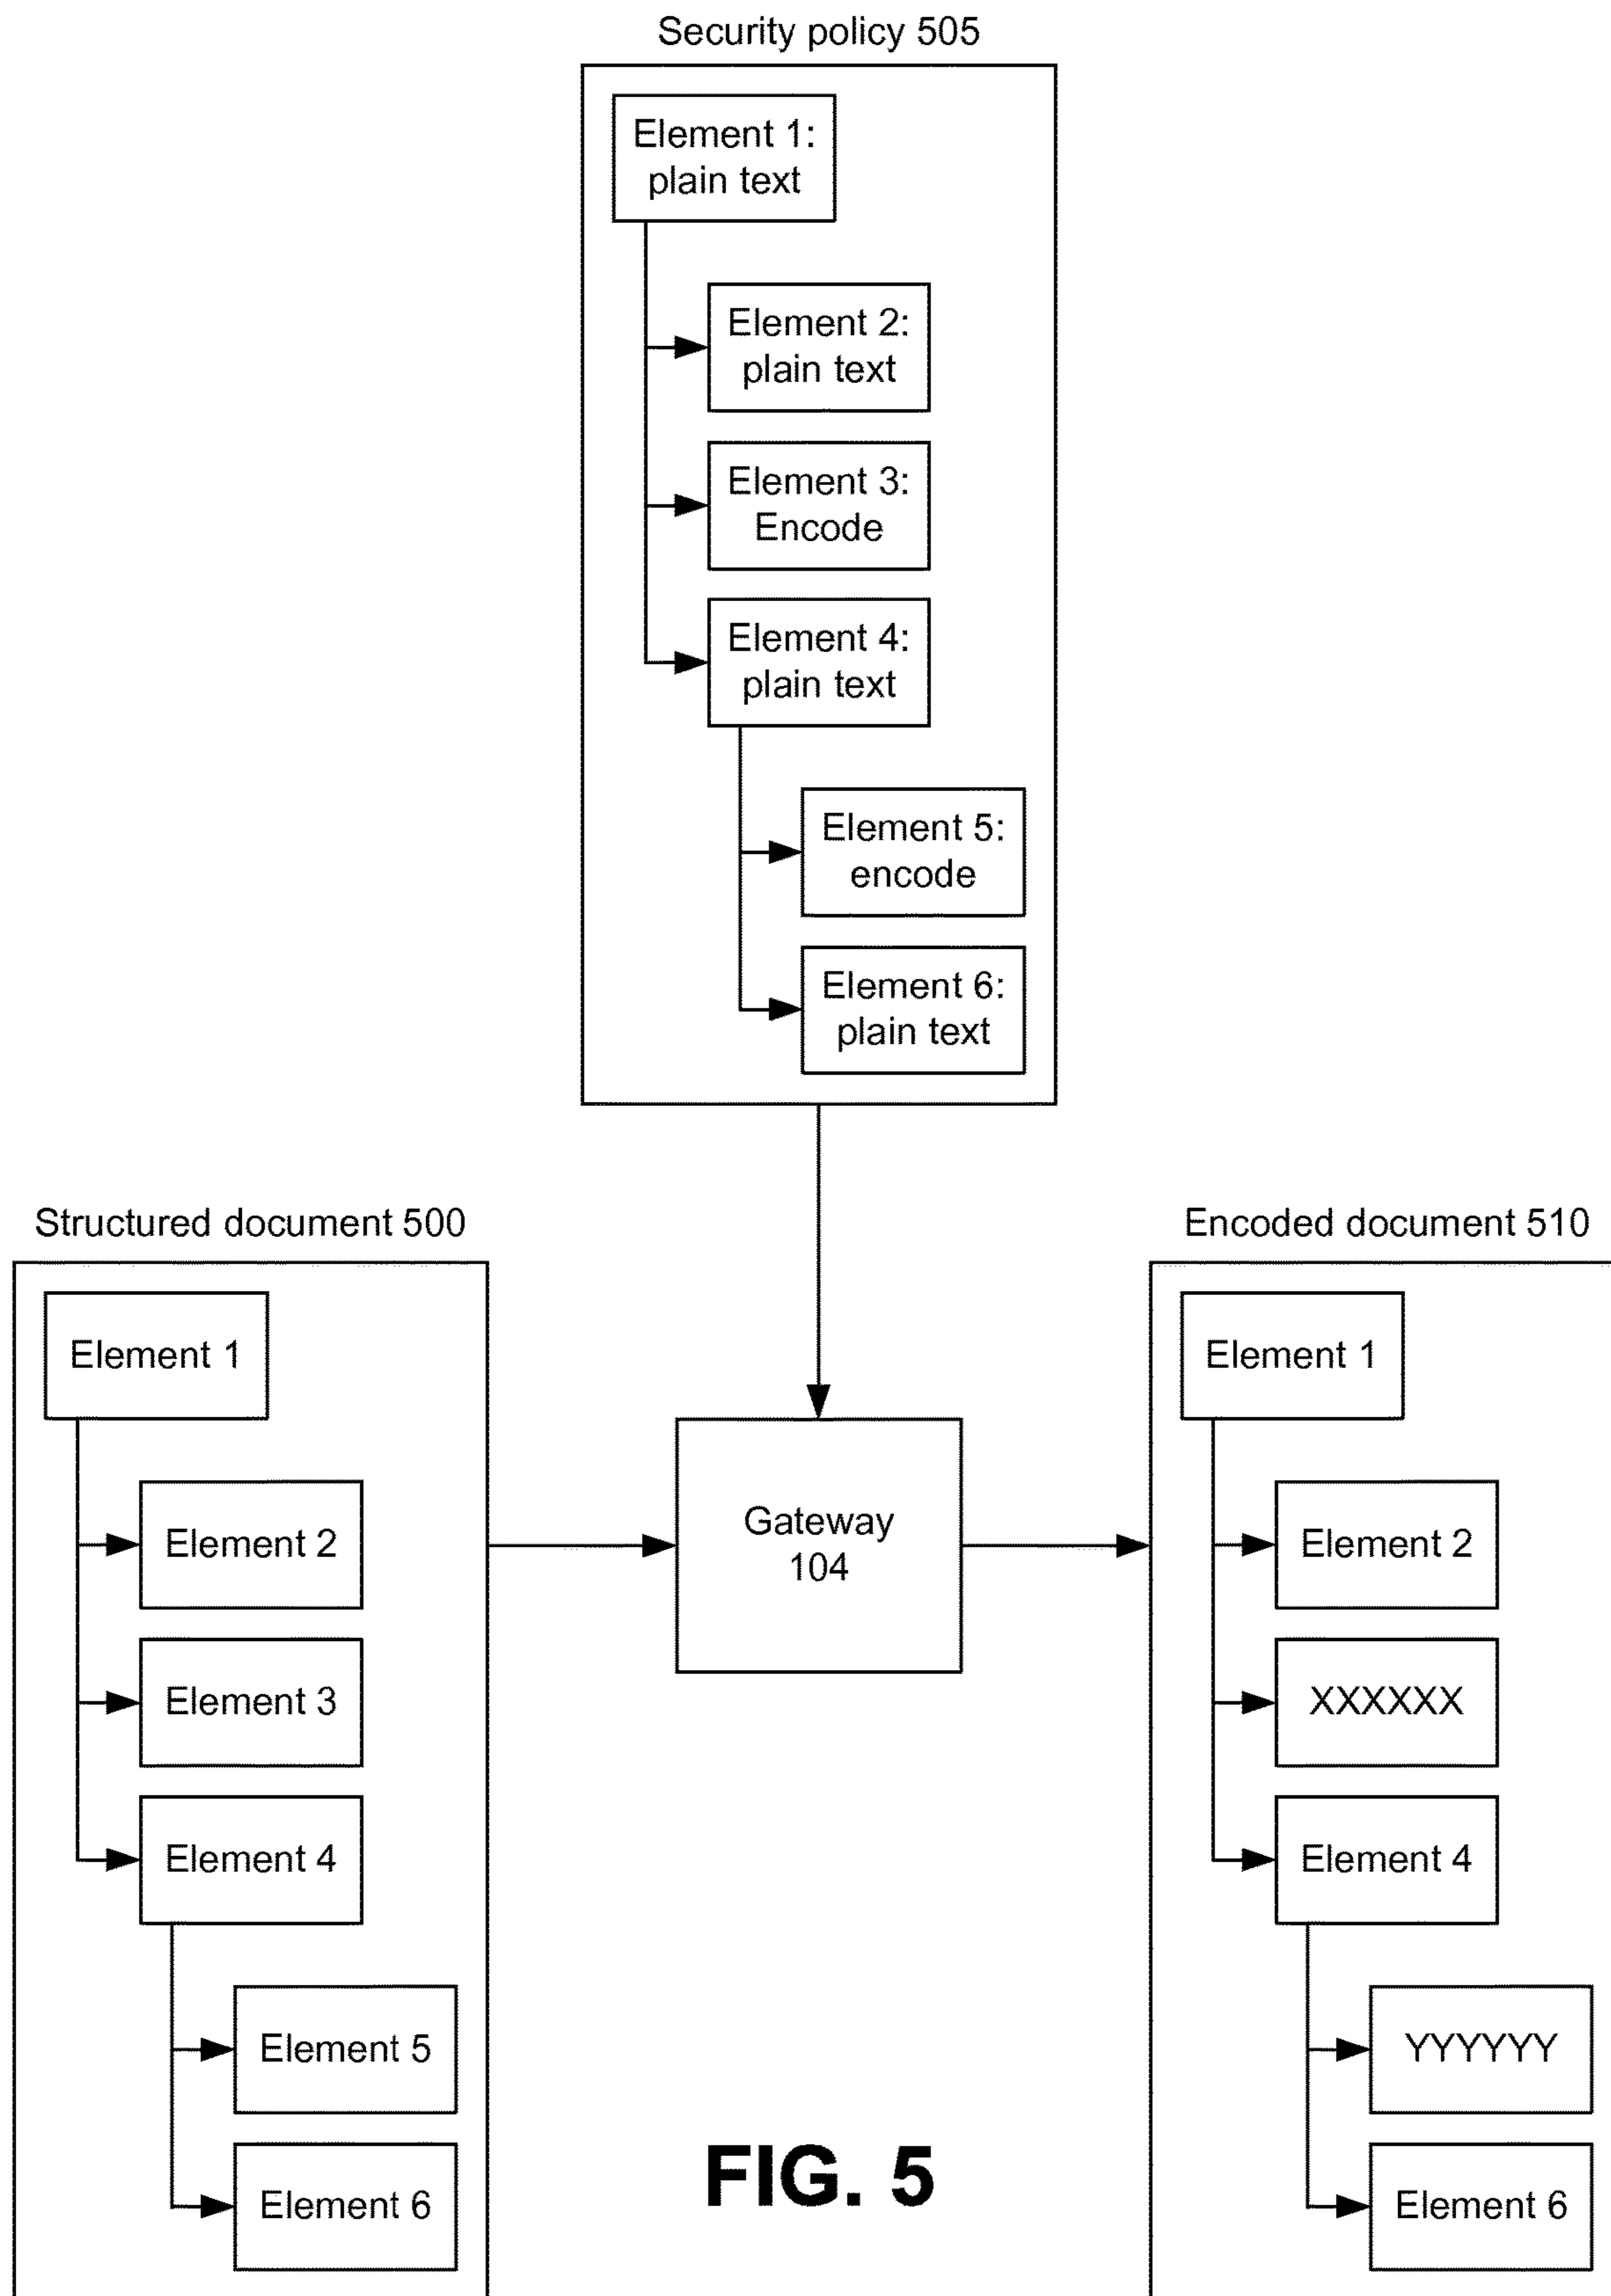 Security policy 505
Element 1:
plain text
Element 2:
plain text
Element 3:
Encode
Element 4:
plain text
Element 5:
encode
Element 6:
plain text
Structured document 500
Element 1
Element 2
Element 3
Element 4
Element 5
Element 6
Gateway
104
Encoded document 510
Element 1
Element 2
XXXXXX
Element 4
YYYYYY
Element 6
FIG. 5